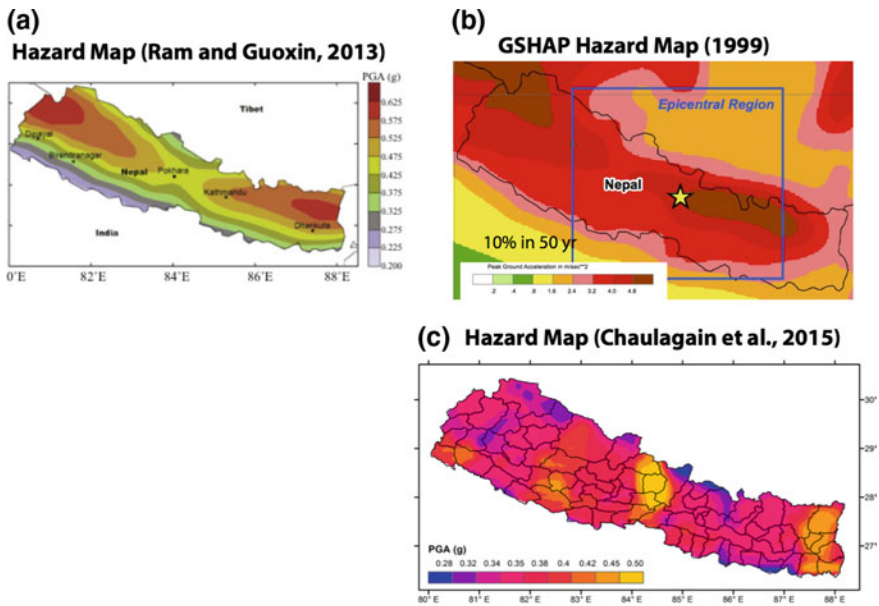 (a)
Hazard Map (Ram and Guoxin, 2013)
PGA (g)
0.625
0.575
0.525
0.475
0.425
0.375
0.325
0.275
0.225
0.200
Tibet
Dipayal
Birendranagar
Nepal
Pokhara
Kathmandu
Dhankuta
India
0°E
82°E
84°E
86°E
88°E
(b)
GSHAP Hazard Map (1999)
Epicentral Region
Nepal
10% in 50 yr
Peak Ground Acceleration in m/sec**2
.2 .4 .8 1.6 2.4 3.2 4.0 4.8
(c) Hazard Map (Chaulagain et al., 2015)
30°
29°
28°
27°
PGA (g)
0.28 0.32 0.34 0.35 0.38 0.4 0.42 0.45 0.50
80°E 81°E 82°E 83°E 84°E 85°E 86°E 87°E 88°E